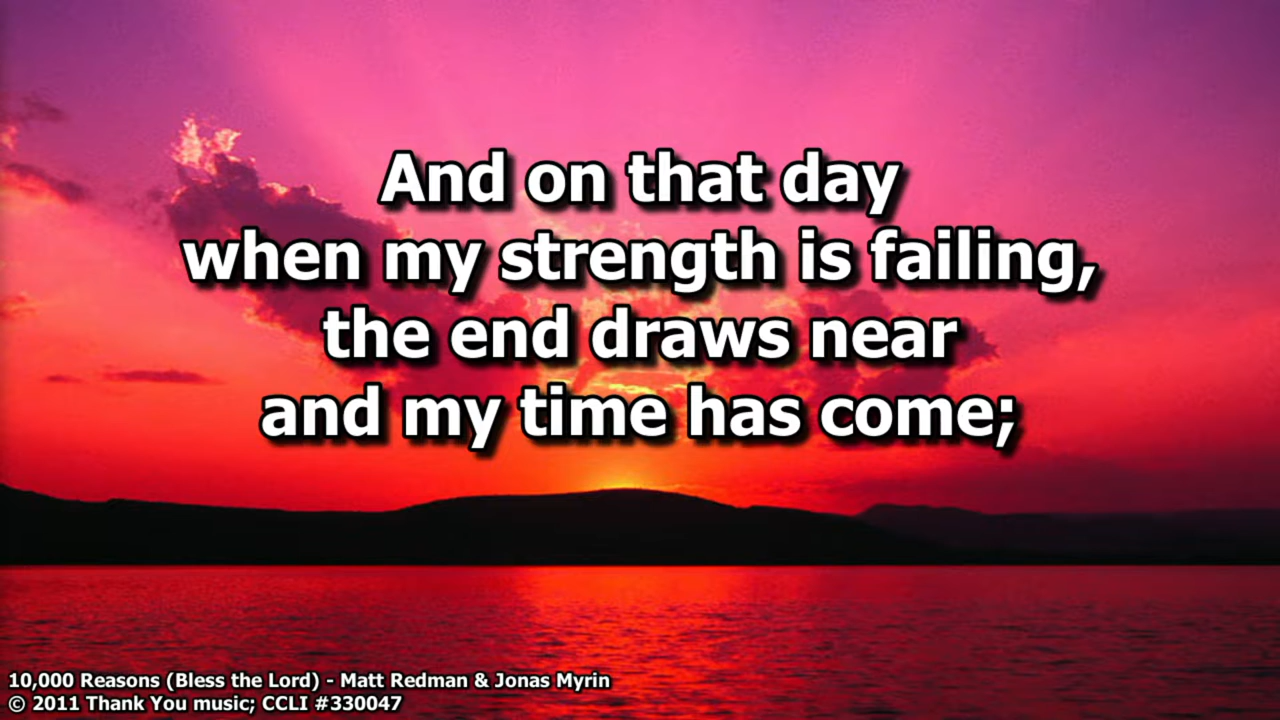 And on that day
when my strength is failing,
the end draws near
and my time has come;
10,000 Reasons (Bless the Lord) - Matt Redman & Jonas Myrin
© 2011 Thank You music; CCLI #330047